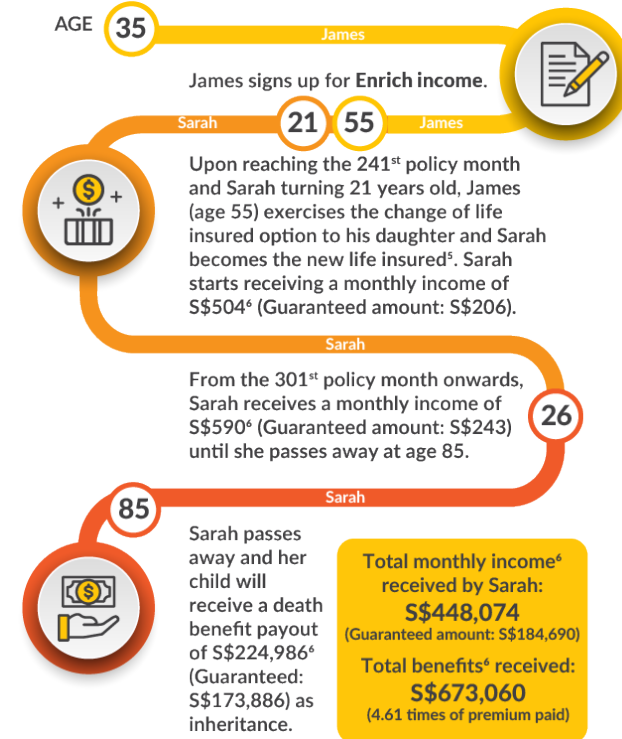 AGE 35 James
James signs up for Enrich income.
Sarah 21 55 James
Upon reaching the 241ˢᵗ policy month
and Sarah turning 21 years old, James
(age 55) exercises the change of life
insured option to his daughter and Sarah
becomes the new life insured⁵. Sarah
starts receiving a monthly income of
S$504⁶ (Guaranteed amount: S$206).
Sarah
From the 301ˢᵗ policy month onwards,
Sarah receives a monthly income of
S$590⁶ (Guaranteed amount: S$243)
until she passes away at age 85.
26
Sarah
85
Sarah passes
away and her
child will
receive a death
benefit payout
of S$224,986⁶
(Guaranteed:
S$173,886) as
inheritance.
Total monthly income⁶
received by Sarah:
S$448,074
(Guaranteed amount: S$184,690)
Total benefits⁶ received:
S$673,060
(4.61 times of premium paid)